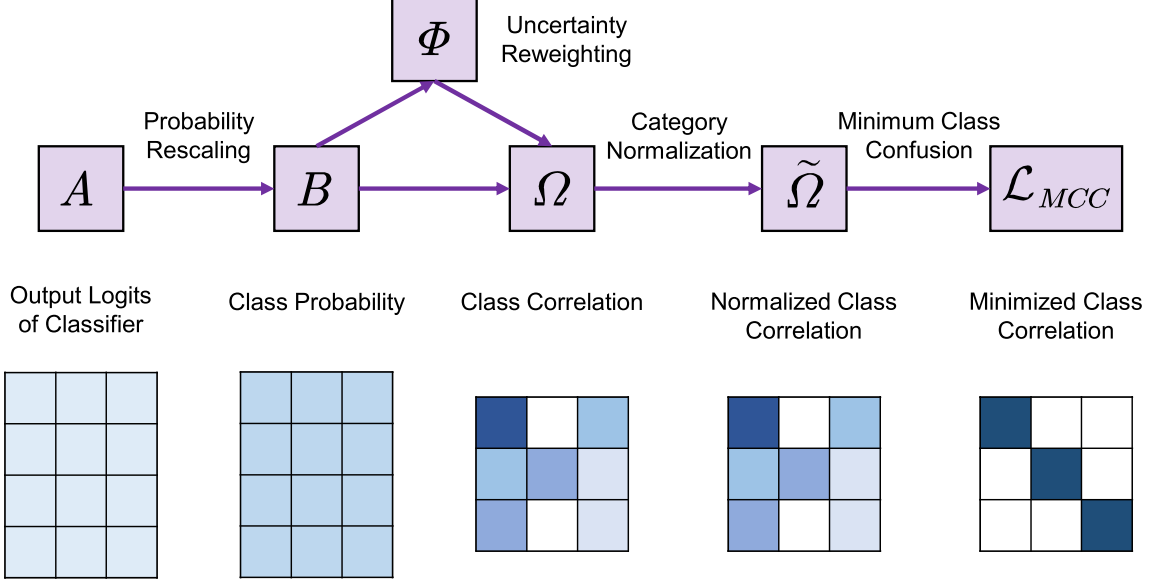 Φ
Uncertainty
Reweighting
Probability
Rescaling
Category
Normalization
Minimum Class
Confusion
A
B
Ω
Ω̃
ℒ_MCC
Output Logits
of Classifier
Class Probability
Class Correlation
Normalized Class
Correlation
Minimized Class
Correlation